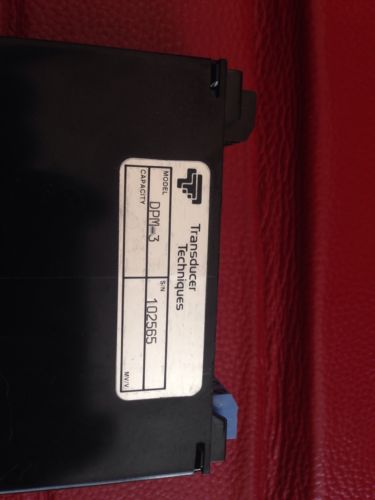 Transducer
Techniques
MODEL DPM-3 S/N 102565
CAPACITY MV/V